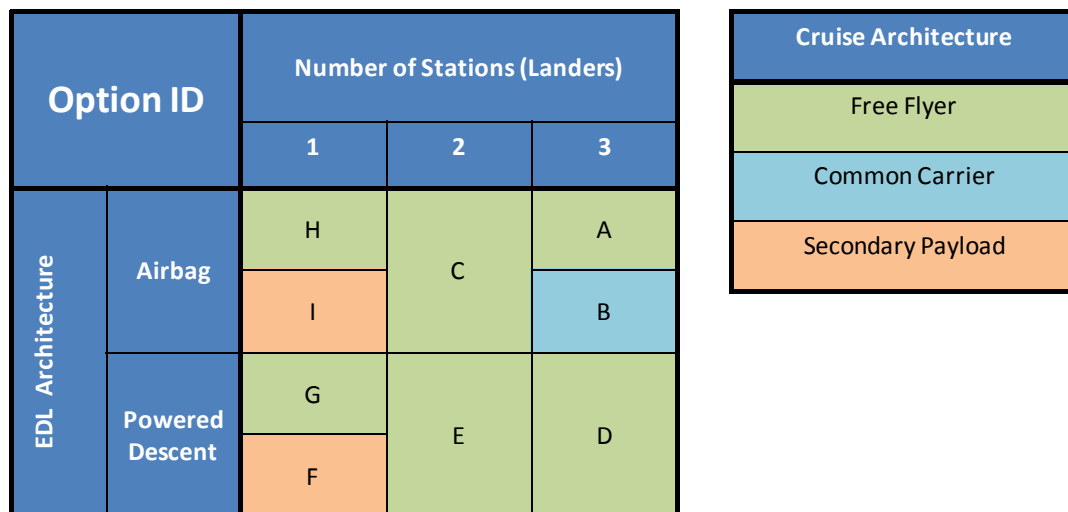 Option ID
Number of Stations (Landers)
1
2
3
EDL Architecture
Airbag
H
I
C
A
B
Powered
Descent
G
F
E
D
Cruise Architecture
Free Flyer
Common Carrier
Secondary Payload